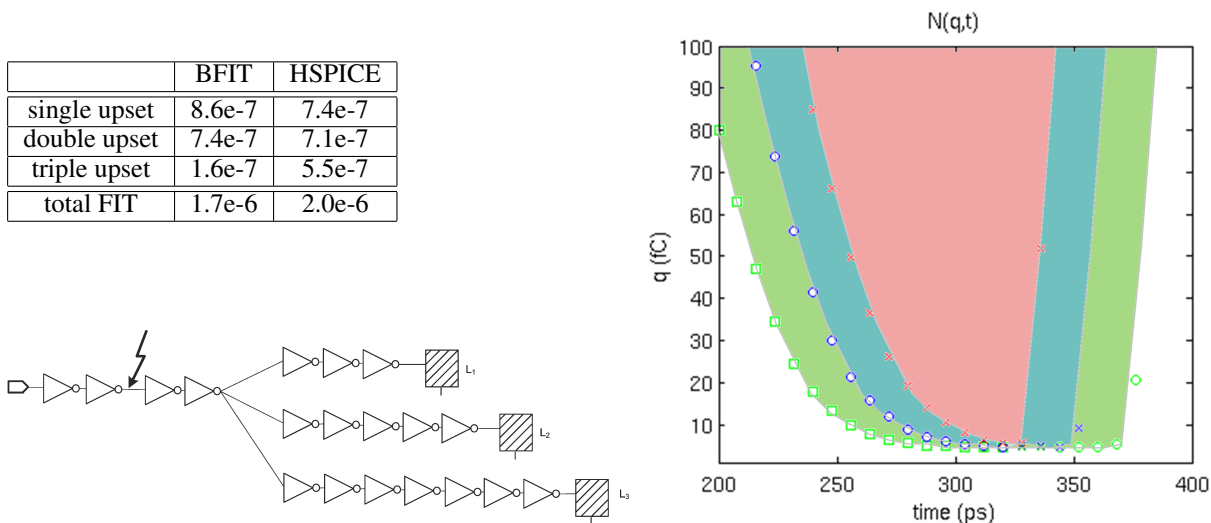 BFIT HSPICE
single upset 8.6e-7 7.4e-7
double upset 7.4e-7 7.1e-7
triple upset 1.6e-7 5.5e-7
total FIT 1.7e-6 2.0e-6
L₁
L₂
L₃
N(q,t)
q (fC)
100
90
80
70
60
50
40
30
20
10
200 250 300 350 400
time (ps)